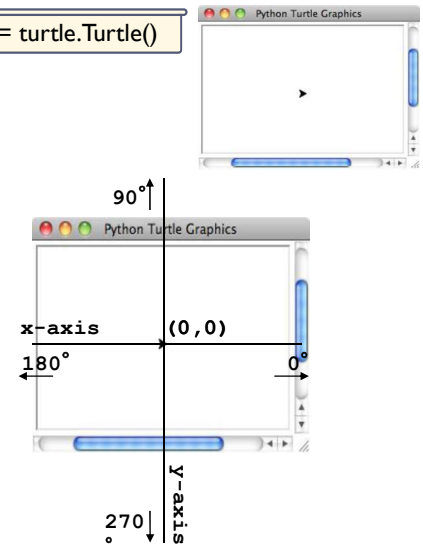 = turtle.Turtle()
Python Turtle Graphics
90°
Python Turtle Graphics
x-axis
(0,0)
180°
0°
Y-axis
270
°